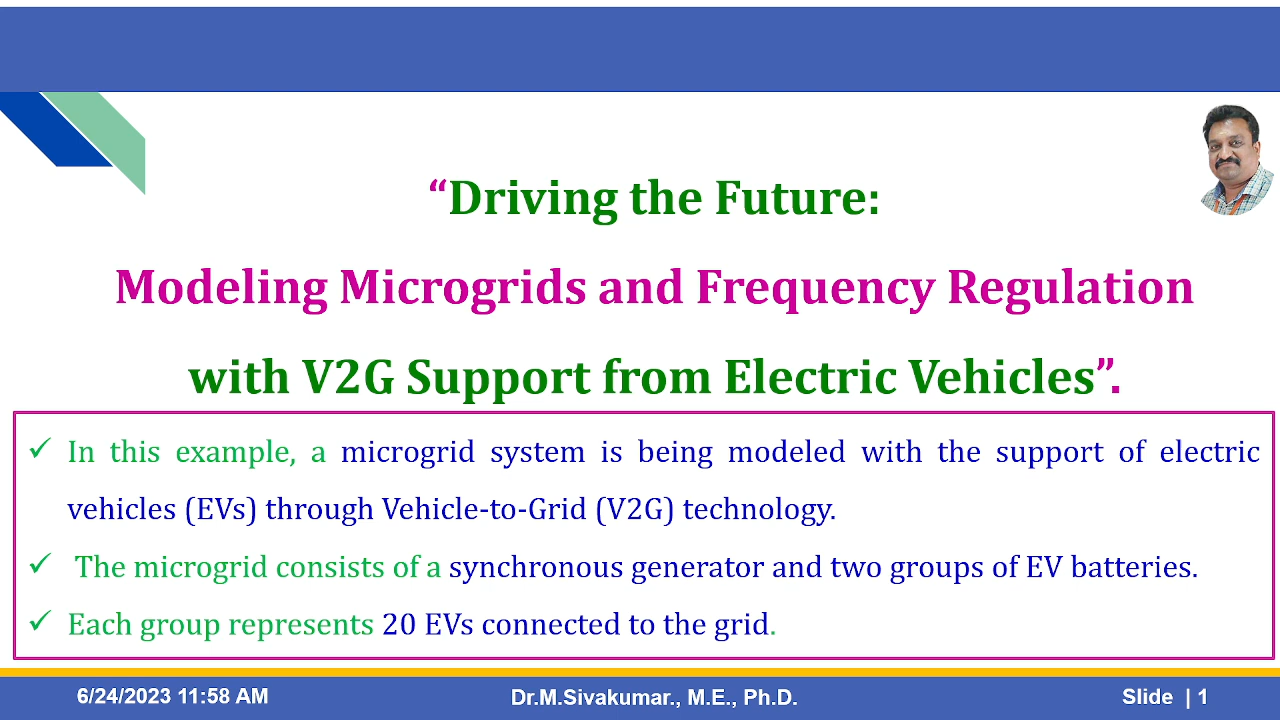 “Driving the Future:
Modeling Microgrids and Frequency Regulation
with V2G Support from Electric Vehicles”.
✓ In this example, a microgrid system is being modeled with the support of electric
vehicles (EVs) through Vehicle-to-Grid (V2G) technology.
✓ The microgrid consists of a synchronous generator and two groups of EV batteries.
✓ Each group represents 20 EVs connected to the grid.
6/24/2023 11:58 AM
Dr.M.Sivakumar., M.E., Ph.D.
Slide | 1